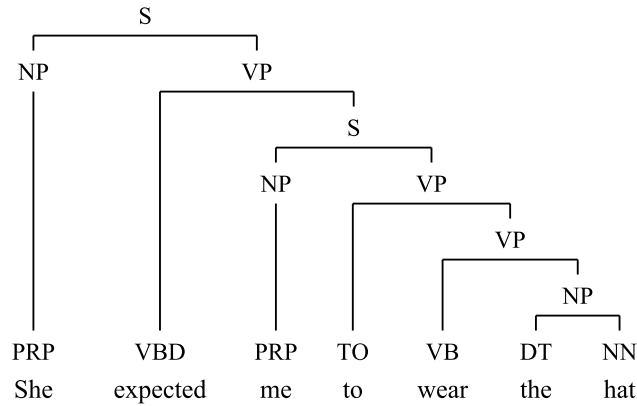 S
NP VP
S
NP VP
VP
NP
PRP VBD PRP TO VB DT NN
She expected me to wear the hat